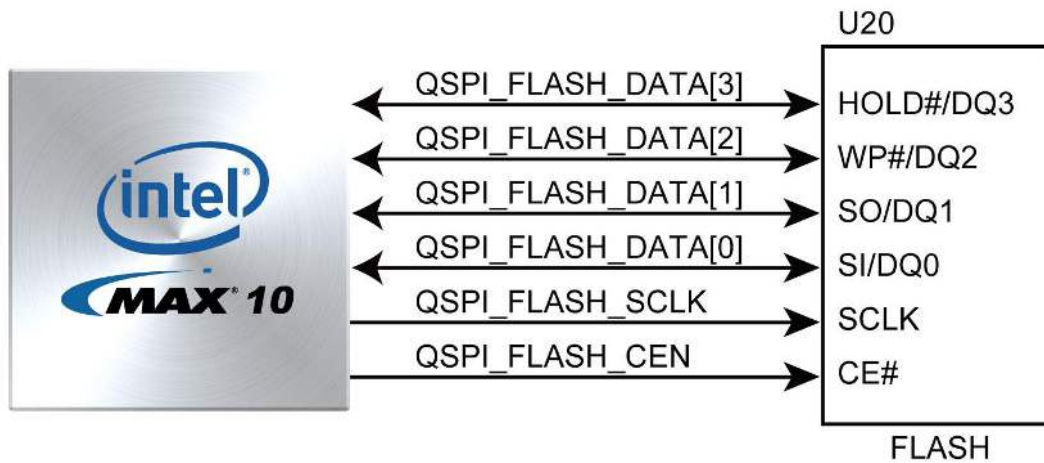 U20
QSPI_FLASH_DATA[3]
HOLD#/DQ3
QSPI_FLASH_DATA[2]
WP#/DQ2
QSPI_FLASH_DATA[1]
SO/DQ1
QSPI_FLASH_DATA[0]
SI/DQ0
QSPI_FLASH_SCLK
SCLK
QSPI_FLASH_CEN
CE#
FLASH
intel®
MAX® 10